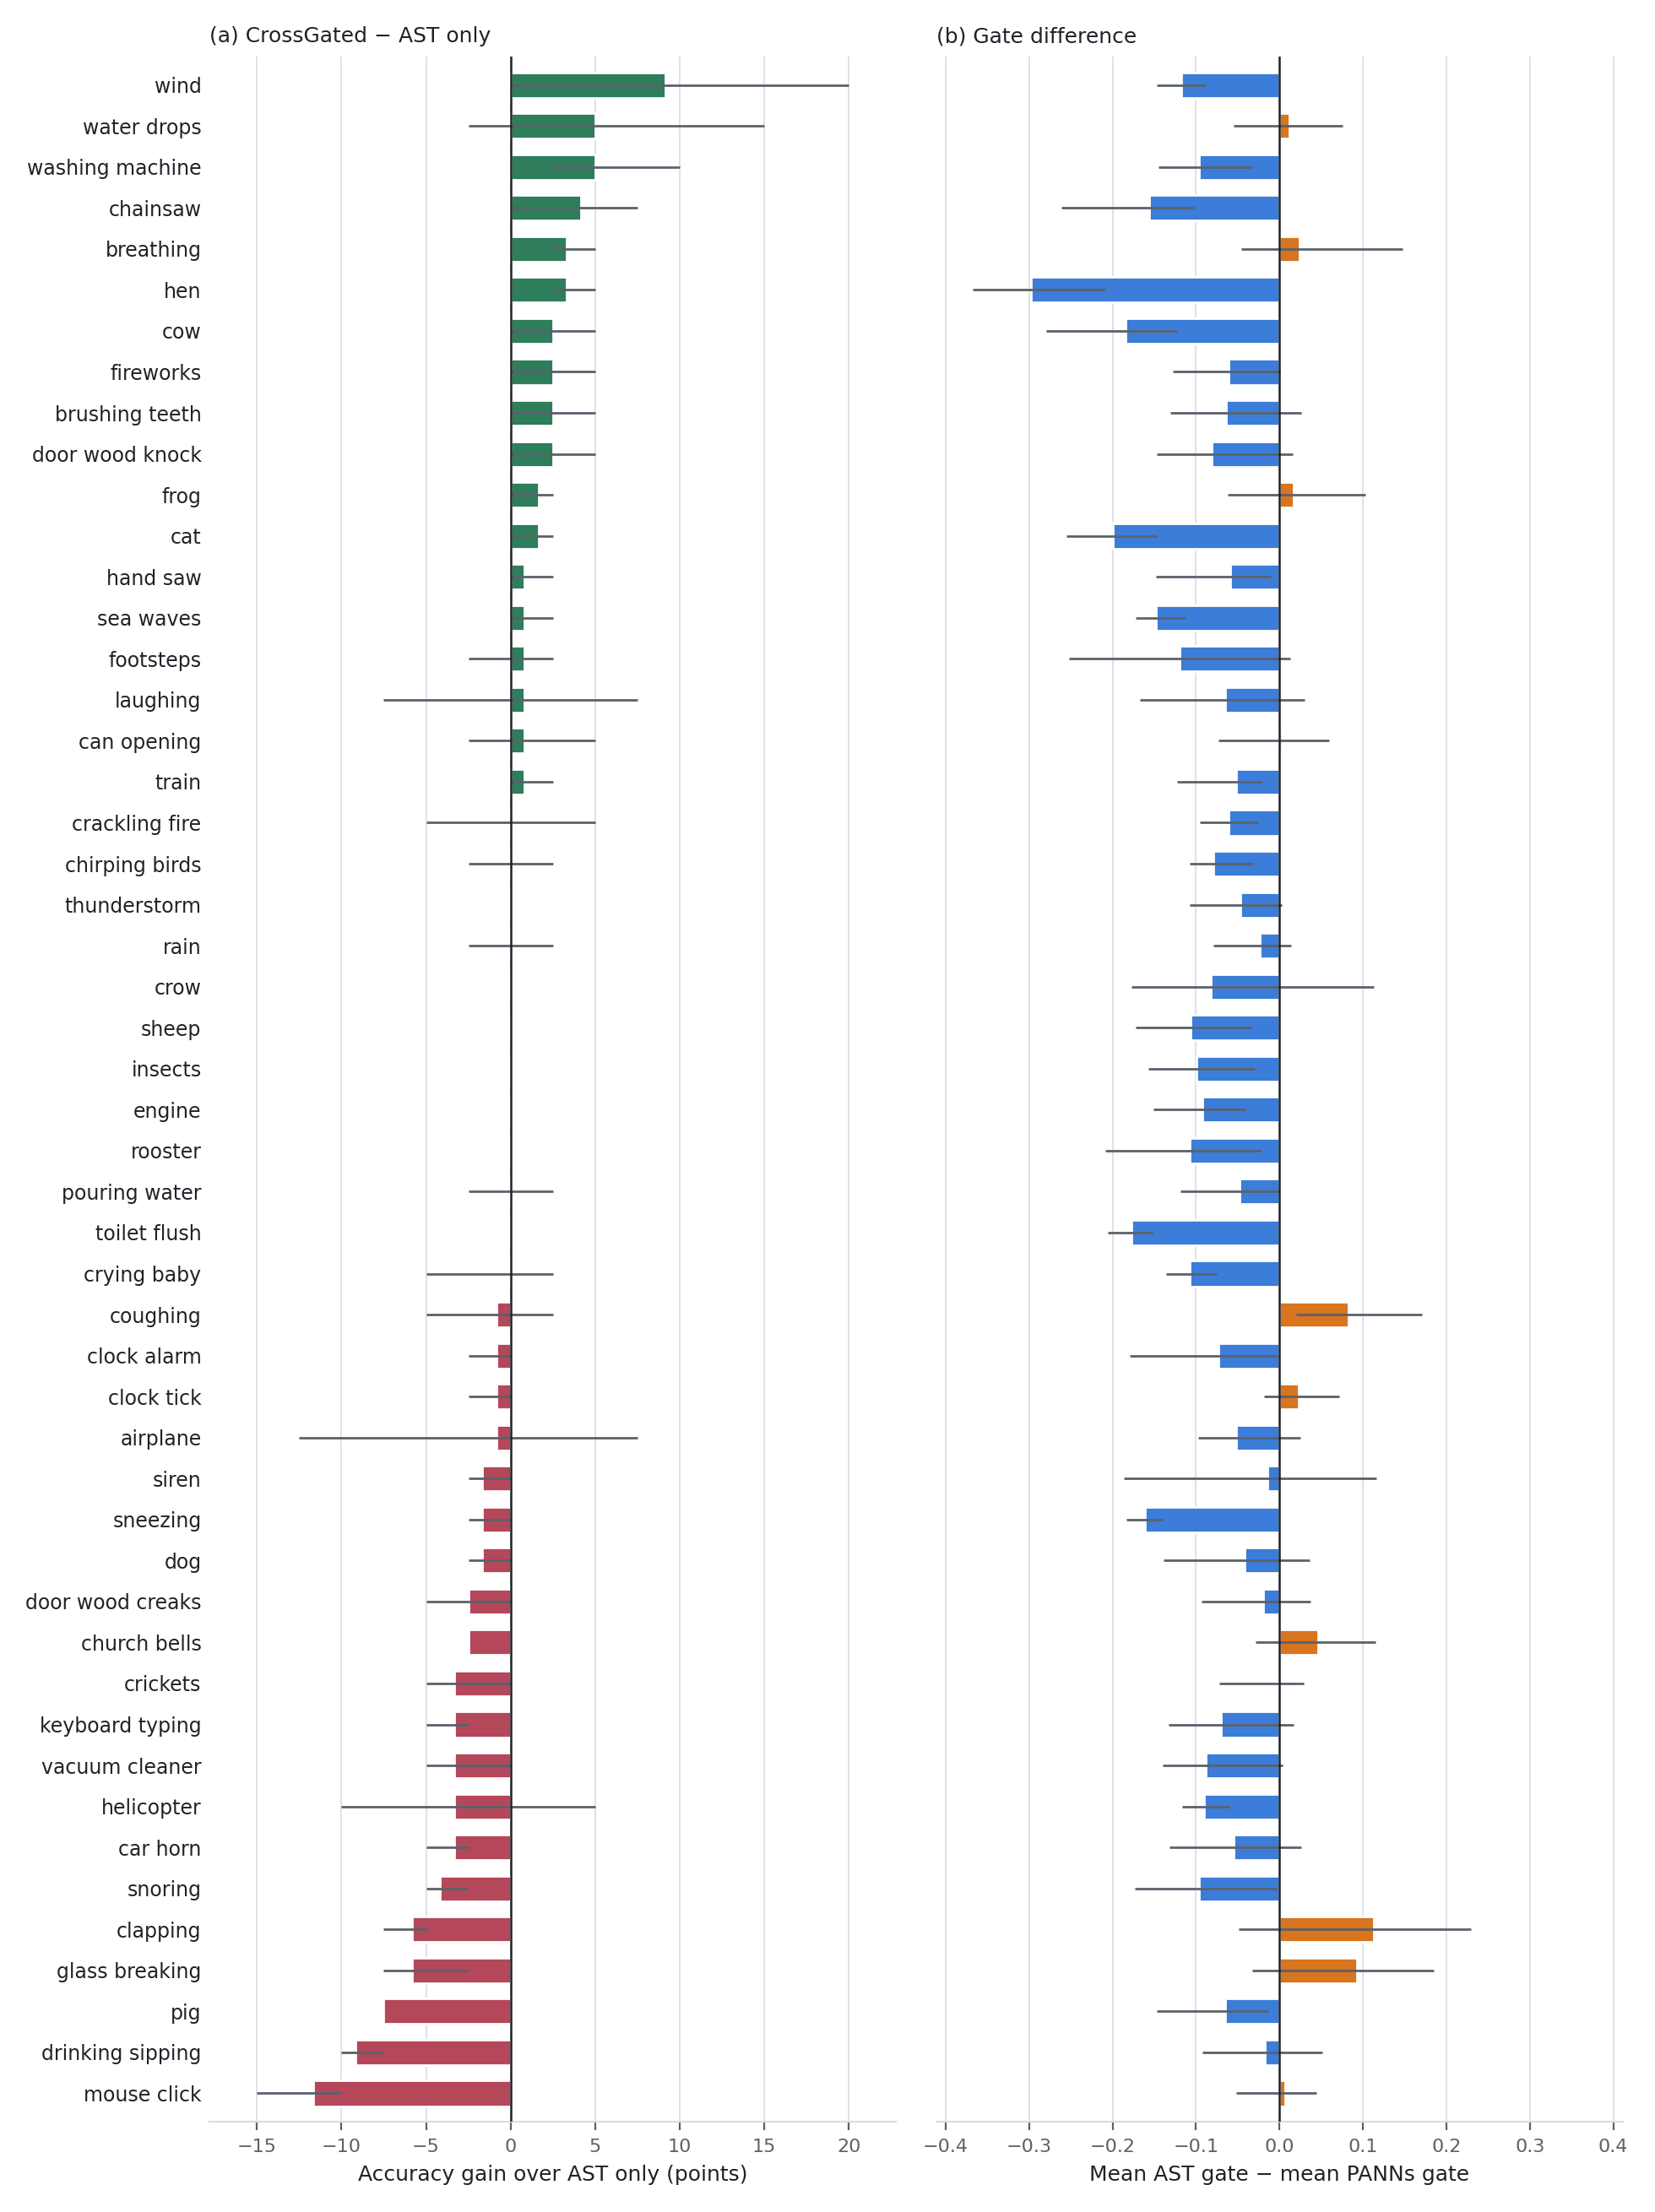 (a) CrossGated − AST only
(b) Gate difference
wind
water drops
washing machine
chainsaw
breathing
hen
cow
fireworks
brushing teeth
door wood knock
frog
cat
hand saw
sea waves
footsteps
laughing
can opening
train
crackling fire
chirping birds
thunderstorm
rain
crow
sheep
insects
engine
rooster
pouring water
toilet flush
crying baby
coughing
clock alarm
clock tick
airplane
siren
sneezing
dog
door wood creaks
church bells
crickets
keyboard typing
vacuum cleaner
helicopter
car horn
snoring
clapping
glass breaking
pig
drinking sipping
mouse click
−15 −10 −5 0 5 10 15 20
−0.4 −0.3 −0.2 −0.1 0.0 0.1 0.2 0.3 0.4
Accuracy gain over AST only (points)
Mean AST gate − mean PANNs gate